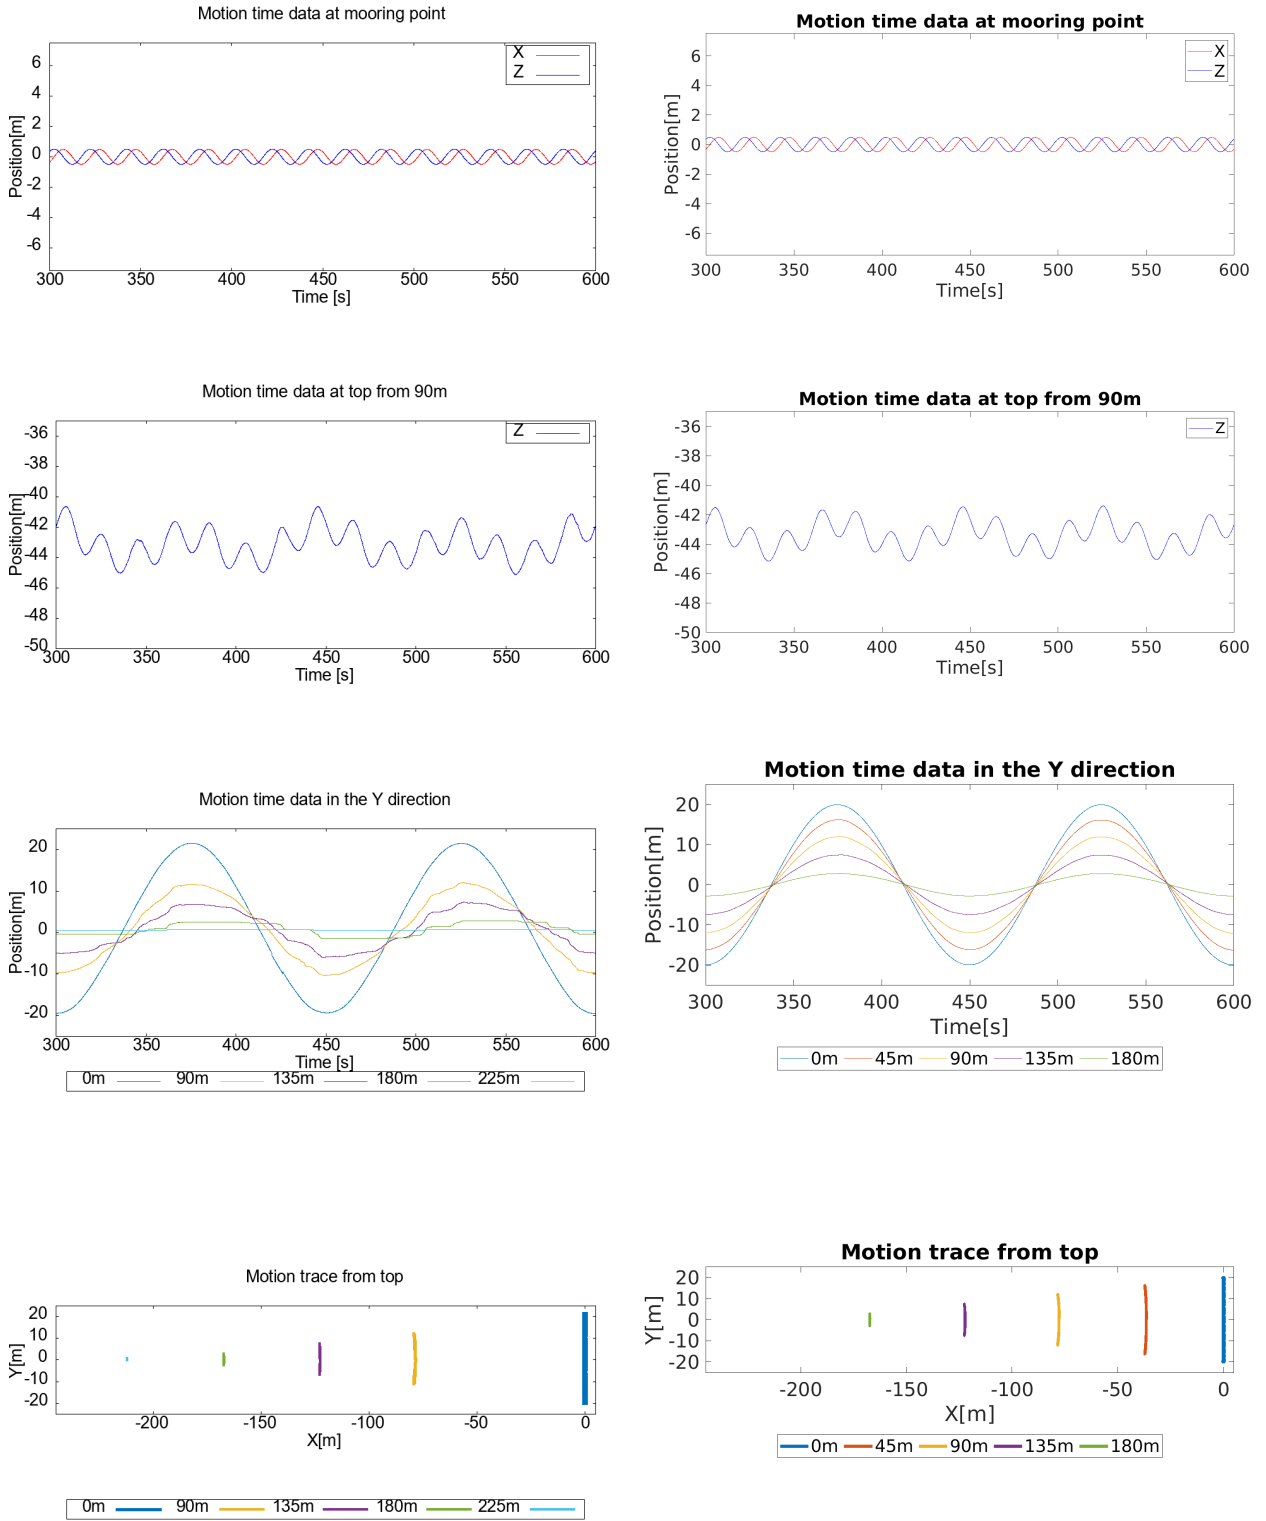 Motion time data at mooring point
X
Z
6
4
2
0
-2
-4
-6
Position[m]
300 350 400 450 500 550 600
Time [s]
Motion time data at mooring point
X
Z
6
4
2
0
-2
-4
-6
Position[m]
300 350 400 450 500 550 600
Time[s]
Motion time data at top from 90m
Z
-36
-38
-40
-42
-44
-46
-48
-50
Position[m]
300 350 400 450 500 550 600
Time [s]
Motion time data at top from 90m
Z
-36
-38
-40
-42
-44
-46
-48
-50
Position[m]
300 350 400 450 500 550 600
Time[s]
Motion time data in the Y direction
20
10
0
-10
-20
Position[m]
300 350 400 450 500 550 600
Time [s]
0m 90m 135m 180m 225m
Motion time data in the Y direction
20
10
0
-10
-20
Position[m]
300 350 400 450 500 550 600
Time[s]
0m 45m 90m 135m 180m
Motion trace from top
20
10
0
-10
-20
Y[m]
-200 -150 -100 -50 0
X[m]
0m 90m 135m 180m 225m
Motion trace from top
20
10
0
-10
-20
Y[m]
-200 -150 -100 -50 0
X[m]
0m 45m 90m 135m 180m